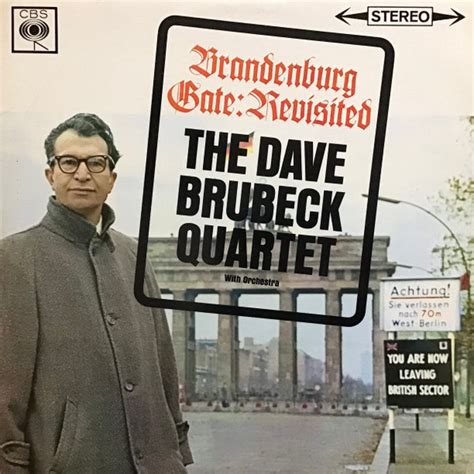 CBS
STEREO
Brandenburg
Gate: Revisited
THE DAVE
BRUBECK
QUARTET
With Orchestra
Achtung!
Sie verlassen
nach 70m
West-Berlin
YOU ARE NOW
LEAVING
BRITISH SECTOR